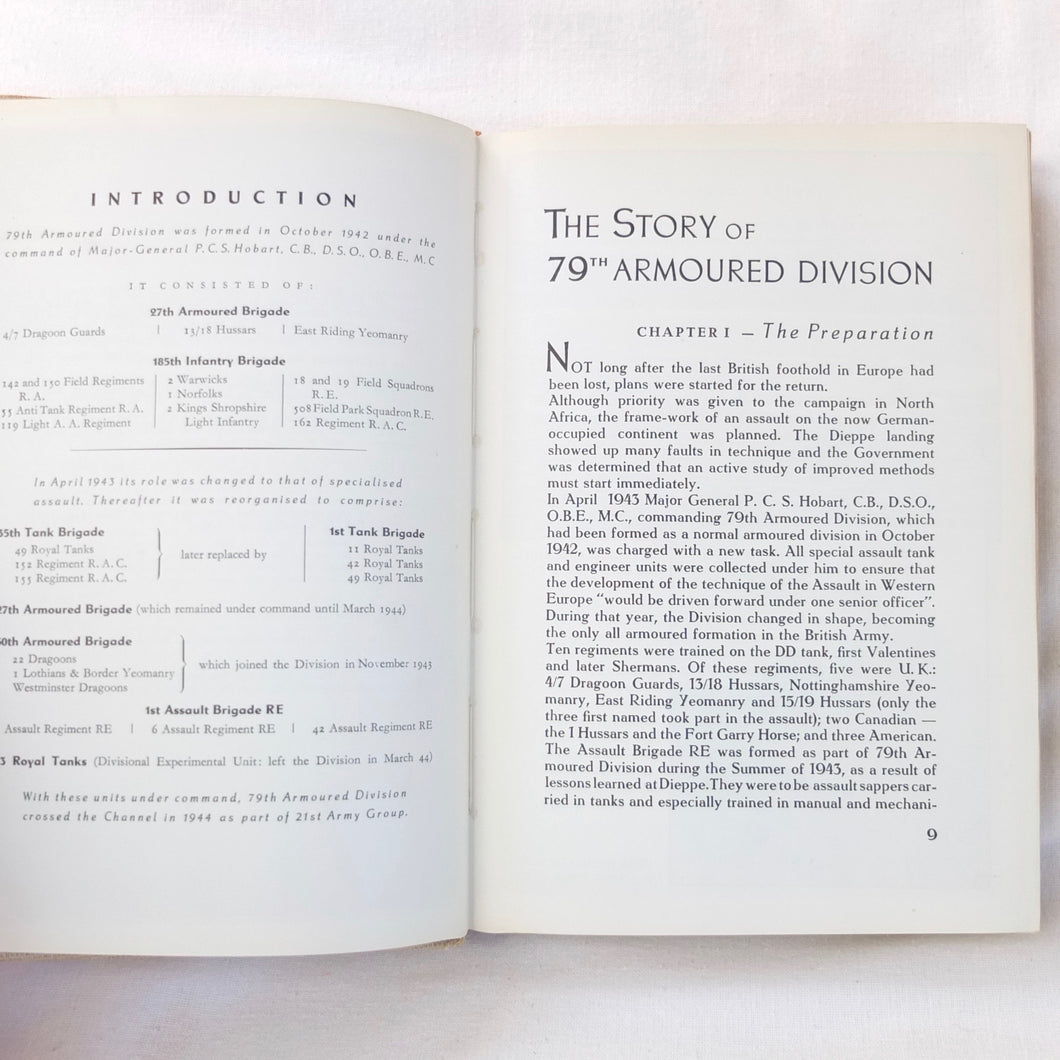 INTRODUCTION
79th Armoured Division was formed in October 1942 under the
command of Major-General P.C.S. Hobart, C.B., D.S.O., O.B.E., M.C
IT CONSISTED OF:
27th Armoured Brigade
4/7 Dragoon Guards | 13/18 Hussars | East Riding Yeomanry
185th Infantry Brigade
142 and 150 Field Regiments
R. A.
55 Anti Tank Regiment R. A.
119 Light A. A. Regiment
2 Warwicks
1 Norfolks
2 Kings Shropshire
Light Infantry
18 and 19 Field Squadrons
R. E.
508 Field Park Squadron R. E.
162 Regiment R. A. C.
In April 1943 its role was changed to that of specialised
assault. Thereafter it was reorganised to comprise:
5th Tank Brigade
49 Royal Tanks
152 Regiment R. A. C.
155 Regiment R. A. C.
later replaced by
1st Tank Brigade
11 Royal Tanks
42 Royal Tanks
49 Royal Tanks
27th Armoured Brigade (which remained under command until March 1944)
0th Armoured Brigade
22 Dragoons
1 Lothians & Border Yeomanry
Westminster Dragoons
which joined the Division in November 1943
1st Assault Brigade RE
Assault Regiment RE | 6 Assault Regiment RE | 42 Assault Regiment RE
3 Royal Tanks (Divisional Experimental Unit: left the Division in March 44)
With these units under command, 79th Armoured Division
crossed the Channel in 1944 as part of 21st Army Group.
THE STORY OF
79TH ARMOURED DIVISION
CHAPTER I — The Preparation
NOT long after the last British foothold in Europe had
been lost, plans were started for the return.
Although priority was given to the campaign in North
Africa, the frame-work of an assault on the now German-
occupied continent was planned. The Dieppe landing
showed up many faults in technique and the Government
was determined that an active study of improved methods
must start immediately.
In April 1943 Major General P. C. S. Hobart, C.B., D.S.O.,
O.B.E., M.C., commanding 79th Armoured Division, which
had been formed as a normal armoured division in October
1942, was charged with a new task. All special assault tank
and engineer units were collected under him to ensure that
the development of the technique of the Assault in Western
Europe “would be driven forward under one senior officer”.
During that year, the Division changed in shape, becoming
the only all armoured formation in the British Army.
Ten regiments were trained on the DD tank, first Valentines
and later Shermans. Of these regiments, five were U. K.:
4/7 Dragoon Guards, 13/18 Hussars, Nottinghamshire Yeo-
manry, East Riding Yeomanry and 15/19 Hussars (only the
three first named took part in the assault); two Canadian —
the 1 Hussars and the Fort Garry Horse; and three American.
The Assault Brigade RE was formed as part of 79th Ar-
moured Division during the Summer of 1943, as a result of
lessons learned at Dieppe. They were to be assault sappers car-
ried in tanks and especially trained in manual and mechani-
9